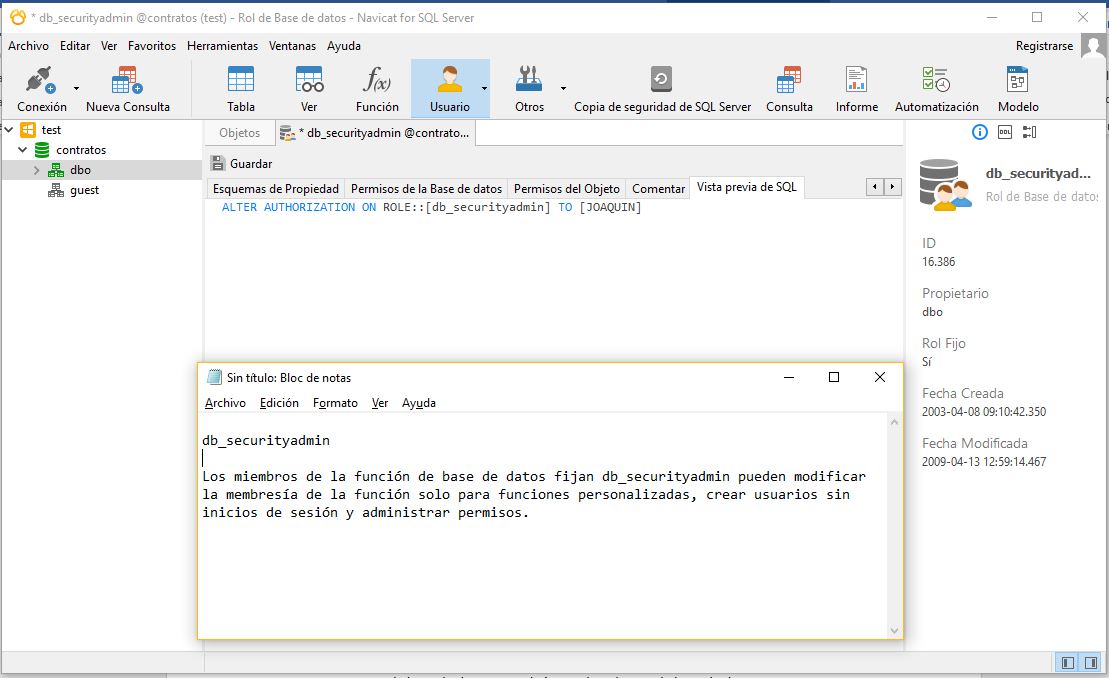 * db_securityadmin @contratos (test) - Rol de Base de datos - Navicat for SQL Server
Archivo Editar Ver Favoritos Herramientas Ventanas Ayuda Registrarse
Conexión Nueva Consulta Tabla Ver f(x) Función Usuario Otros Copia de seguridad de SQL Server Consulta Informe Automatización Modelo
test
contratos
dbo
guest
Objetos * db_securityadmin @contrato...
Guardar
Esquemas de Propiedad Permisos de la Base de datos Permisos del Objeto Comentar Vista previa de SQL
ALTER AUTHORIZATION ON ROLE::[db_securityadmin] TO [JOAQUIN]
DDL
db_securityad...
Rol de Base de datos
ID
16.386
Propietario
dbo
Rol Fijo
Sí
Fecha Creada
2003-04-08 09:10:42.350
Fecha Modificada
2009-04-13 12:59:14.467
Sin título: Bloc de notas
Archivo Edición Formato Ver Ayuda
db_securityadmin
Los miembros de la función de base de datos fijan db_securityadmin pueden modificar
la membresía de la función solo para funciones personalizadas, crear usuarios sin
inicios de sesión y administrar permisos.